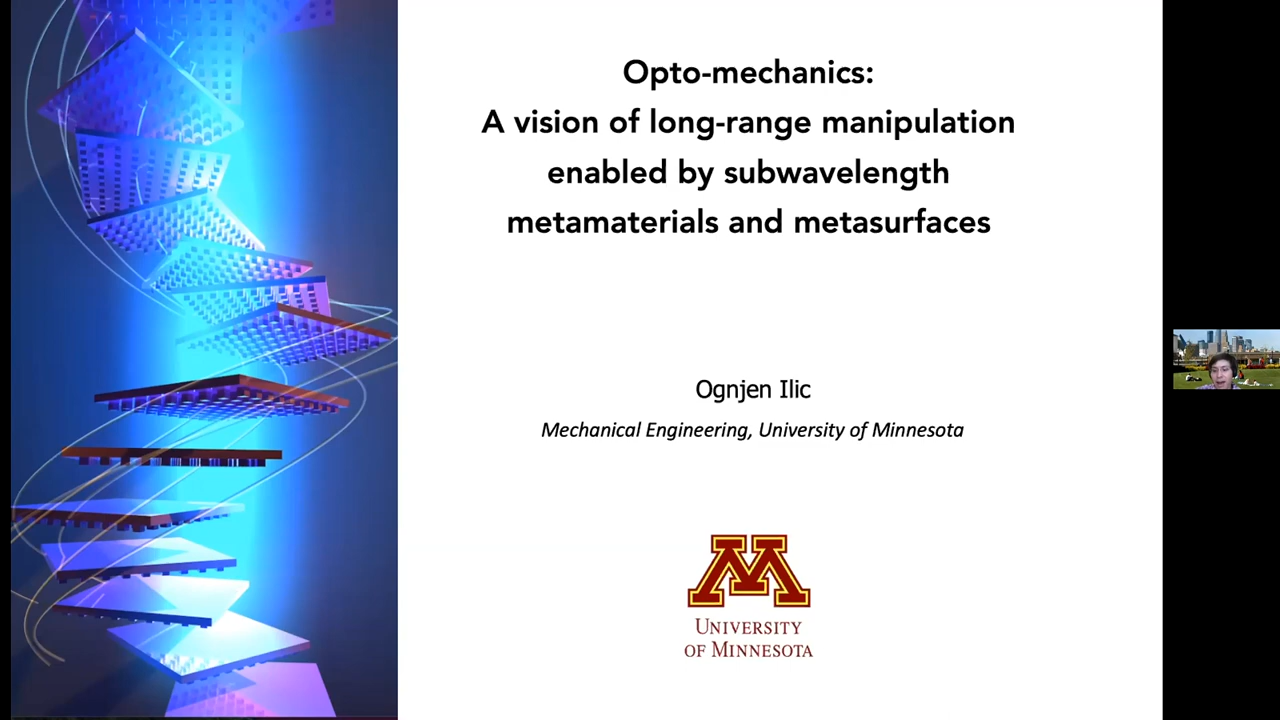 Opto-mechanics:
A vision of long-range manipulation
enabled by subwavelength
metamaterials and metasurfaces
Ognjen Ilic
Mechanical Engineering, University of Minnesota
M
UNIVERSITY
OF MINNESOTA